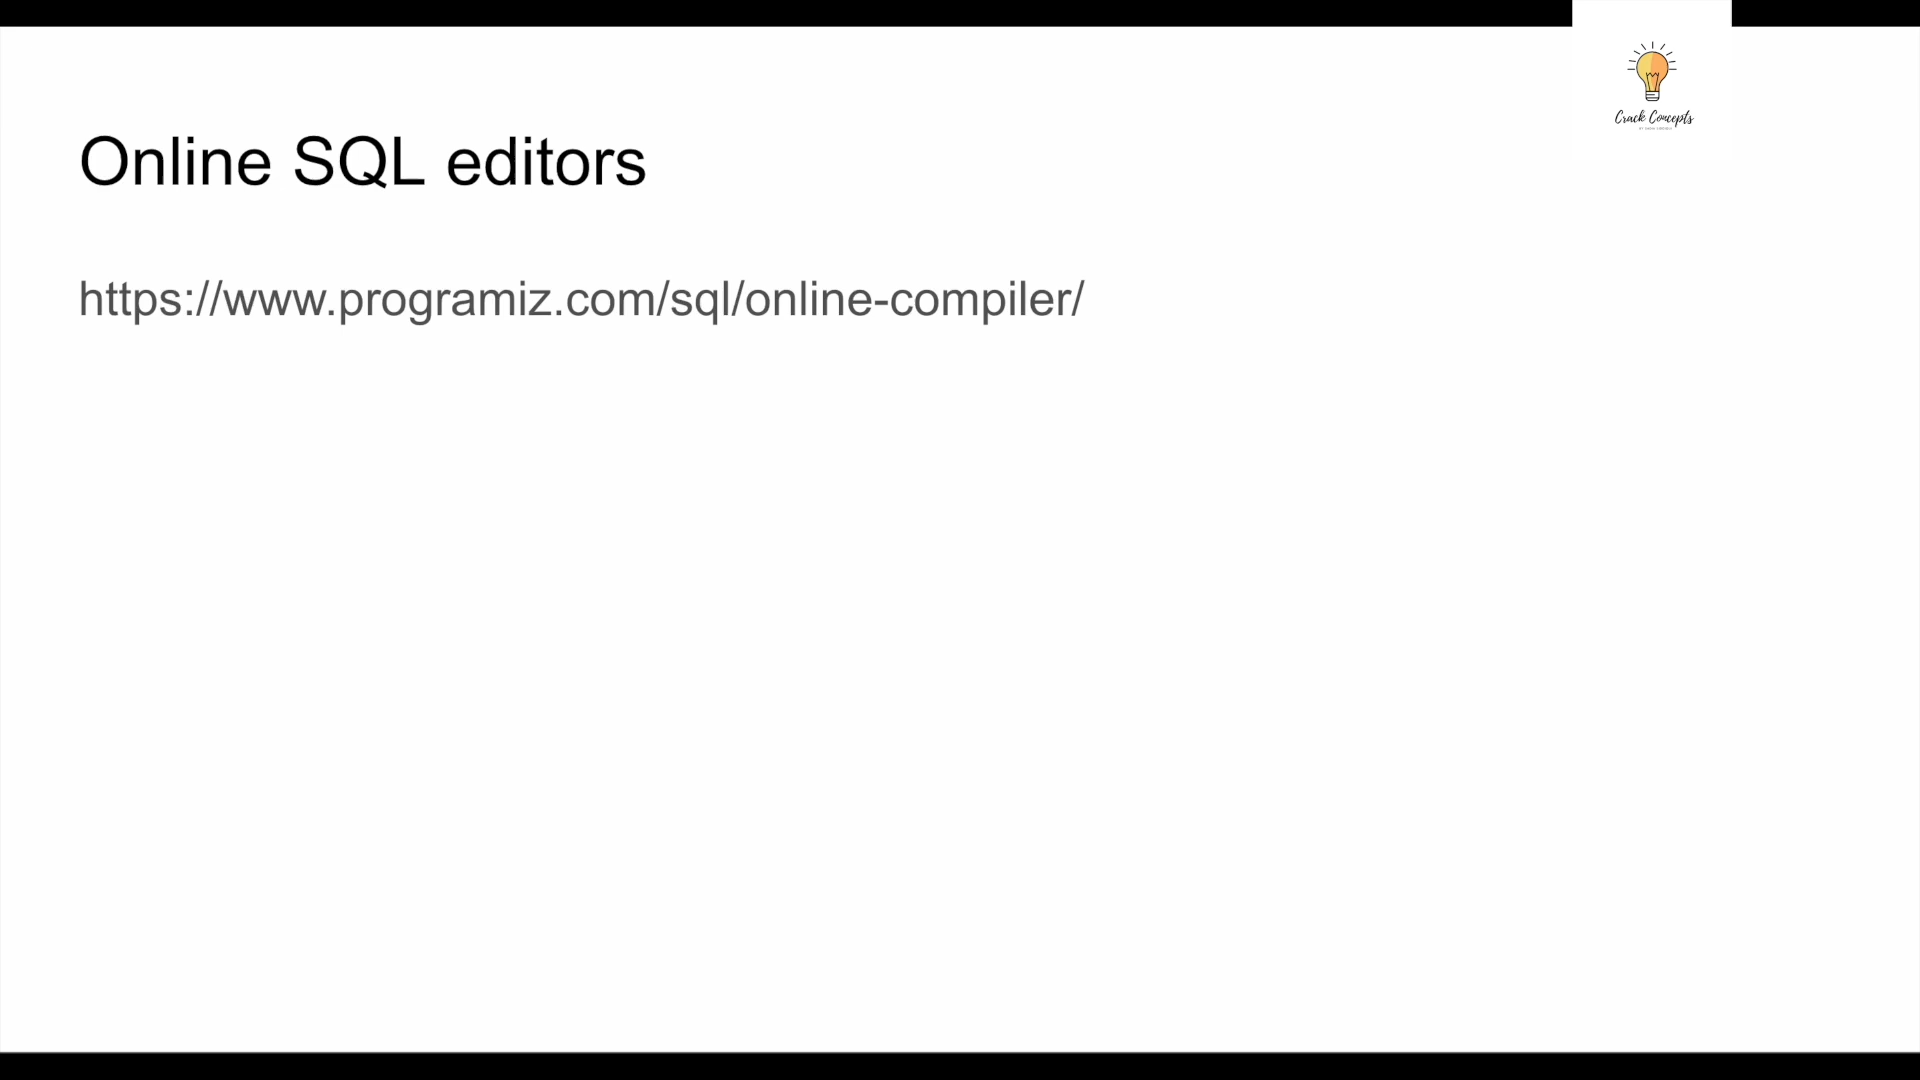 Crack Concepts
Online SQL editors
https://www.programiz.com/sql/online-compiler/